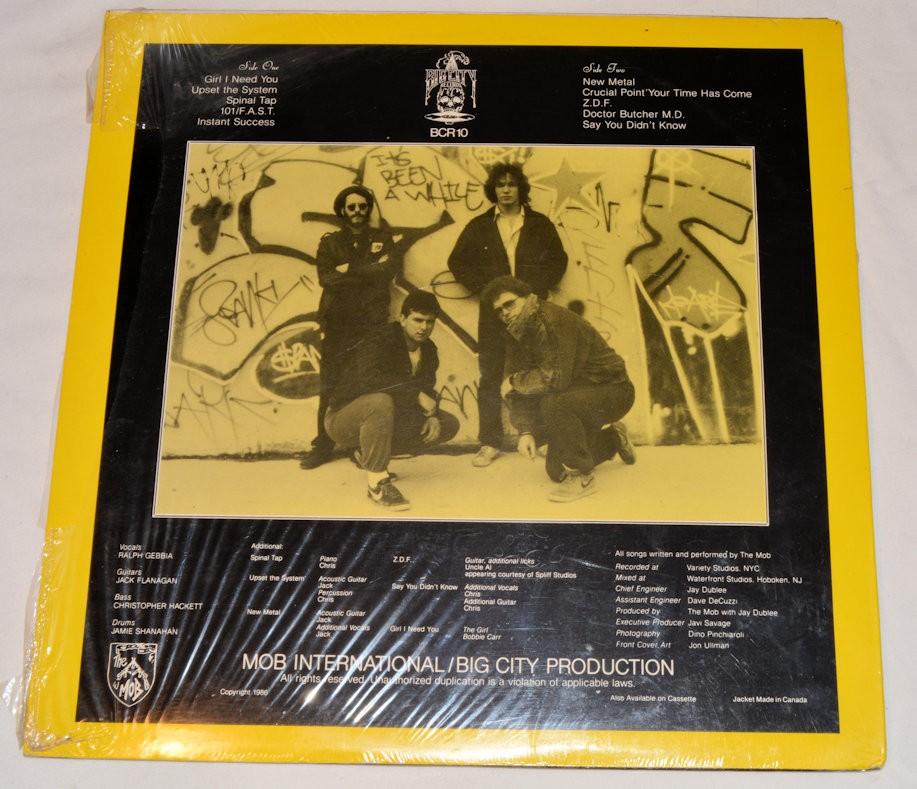 Side One
Girl I Need You
Upset the System
Spinal Tap
101/F.A.S.T.
Instant Success
BIG CITY
RECORDS
BCR10
Side Two
New Metal
Crucial Point'Your Time Has Come
Z.D.F.
Doctor Butcher M.D.
Say You Didn't Know
IT'S
BEEN
A WHILE
Vocals
RALPH GEBBIA
Guitars
JACK FLANAGAN
Bass
CHRISTOPHER HACKETT
Drums
JAMIE SHANAHAN
The
MOB
Additional:
Spinal Tap
Piano
Chris
Upset the System
Acoustic Guitar
Jack
Percussion
Chris
New Metal
Acoustic Guitar
Jack
Additional Vocals
Jack
Z.D.F.
Guitar, additional licks
Uncle Al
appearing courtesy of Spliff Studios
Say You Didn't Know
Additional Vocals
Chris
Additional Guitar
Chris
Girl I Need You
The Girl
Bobbie Carr
All songs written and performed by The Mob
Recorded at Variety Studios, NYC
Mixed at Waterfront Studios, Hoboken, NJ
Chief Engineer Jay Dublee
Assistant Engineer Dave DeCuzzi
Produced by The Mob with Jay Dublee
Executive Producer Javi Savage
Photography Dino Pinchiaroli
Front Cover Art Jon Ullman
MOB INTERNATIONAL/BIG CITY PRODUCTION
All rights reserved. Unauthorized duplication is a violation of applicable laws.
Copyright 1986
Also Available on Cassette
Jacket Made in Canada